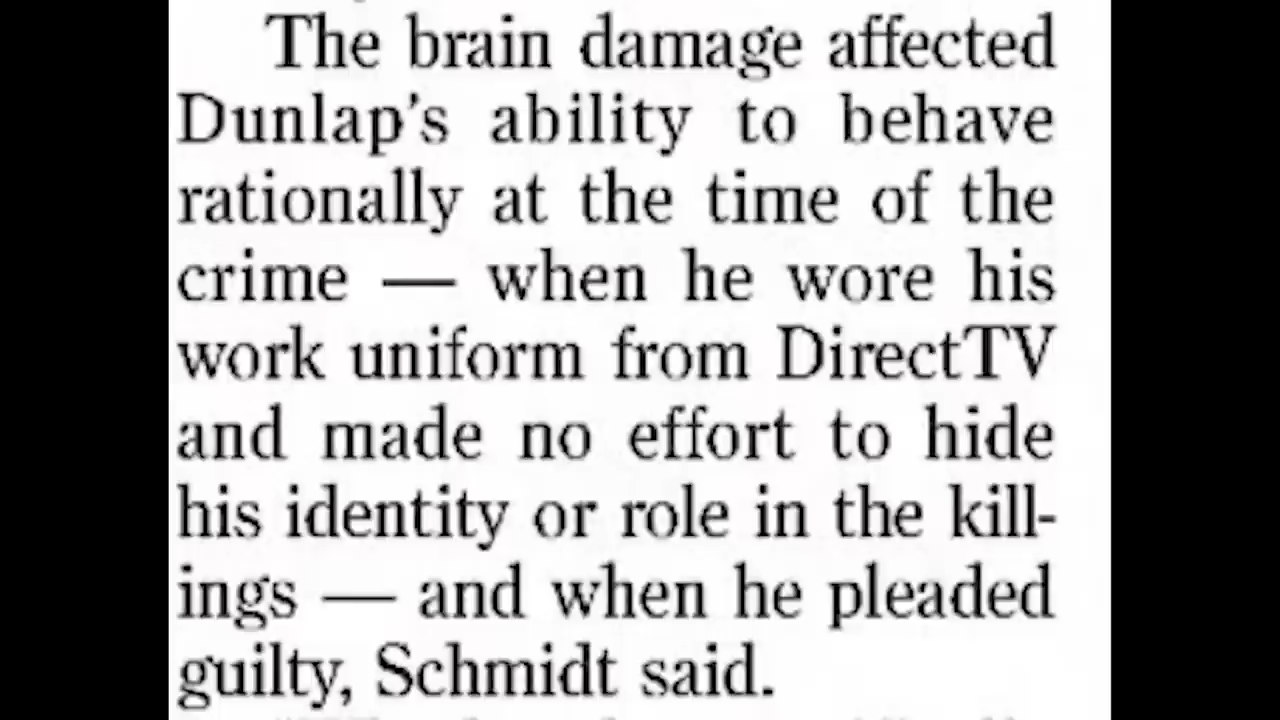 The brain damage affected
Dunlap's ability to behave
rationally at the time of the
crime — when he wore his
work uniform from DirectTV
and made no effort to hide
his identity or role in the kill-
ings — and when he pleaded
guilty, Schmidt said.